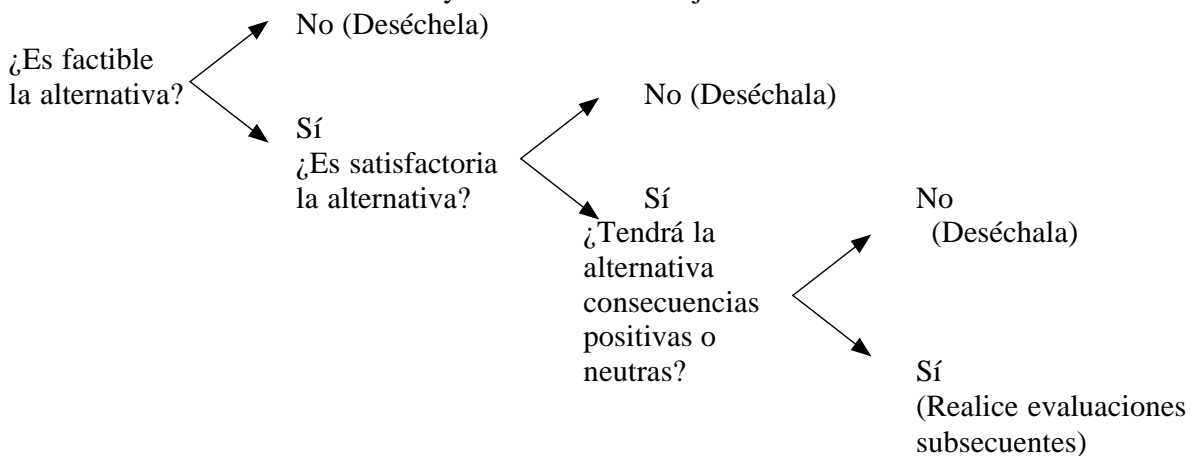 No (Deséchela)
¿Es factible
la alternativa?
No (Deséchala)
Sí
¿Es satisfactoria
la alternativa?
Sí
¿Tendrá la
alternativa
consecuencias
positivas o
neutras?
No
(Deséchala)
Sí
(Realice evaluaciones
subsecuentes)